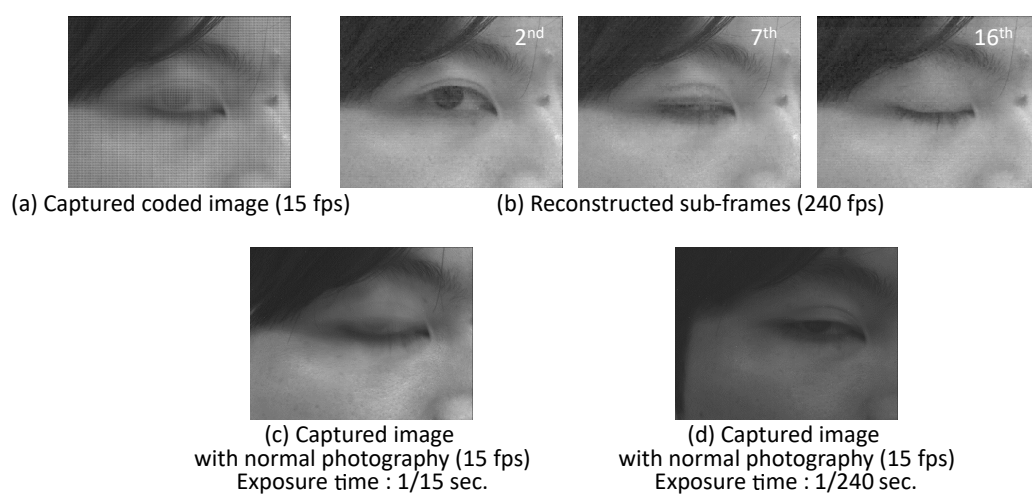 2nd
7th
16th
(a) Captured coded image (15 fps)
(b) Reconstructed sub-frames (240 fps)
(c) Captured image
with normal photography (15 fps)
Exposure time : 1/15 sec.
(d) Captured image
with normal photography (15 fps)
Exposure time : 1/240 sec.